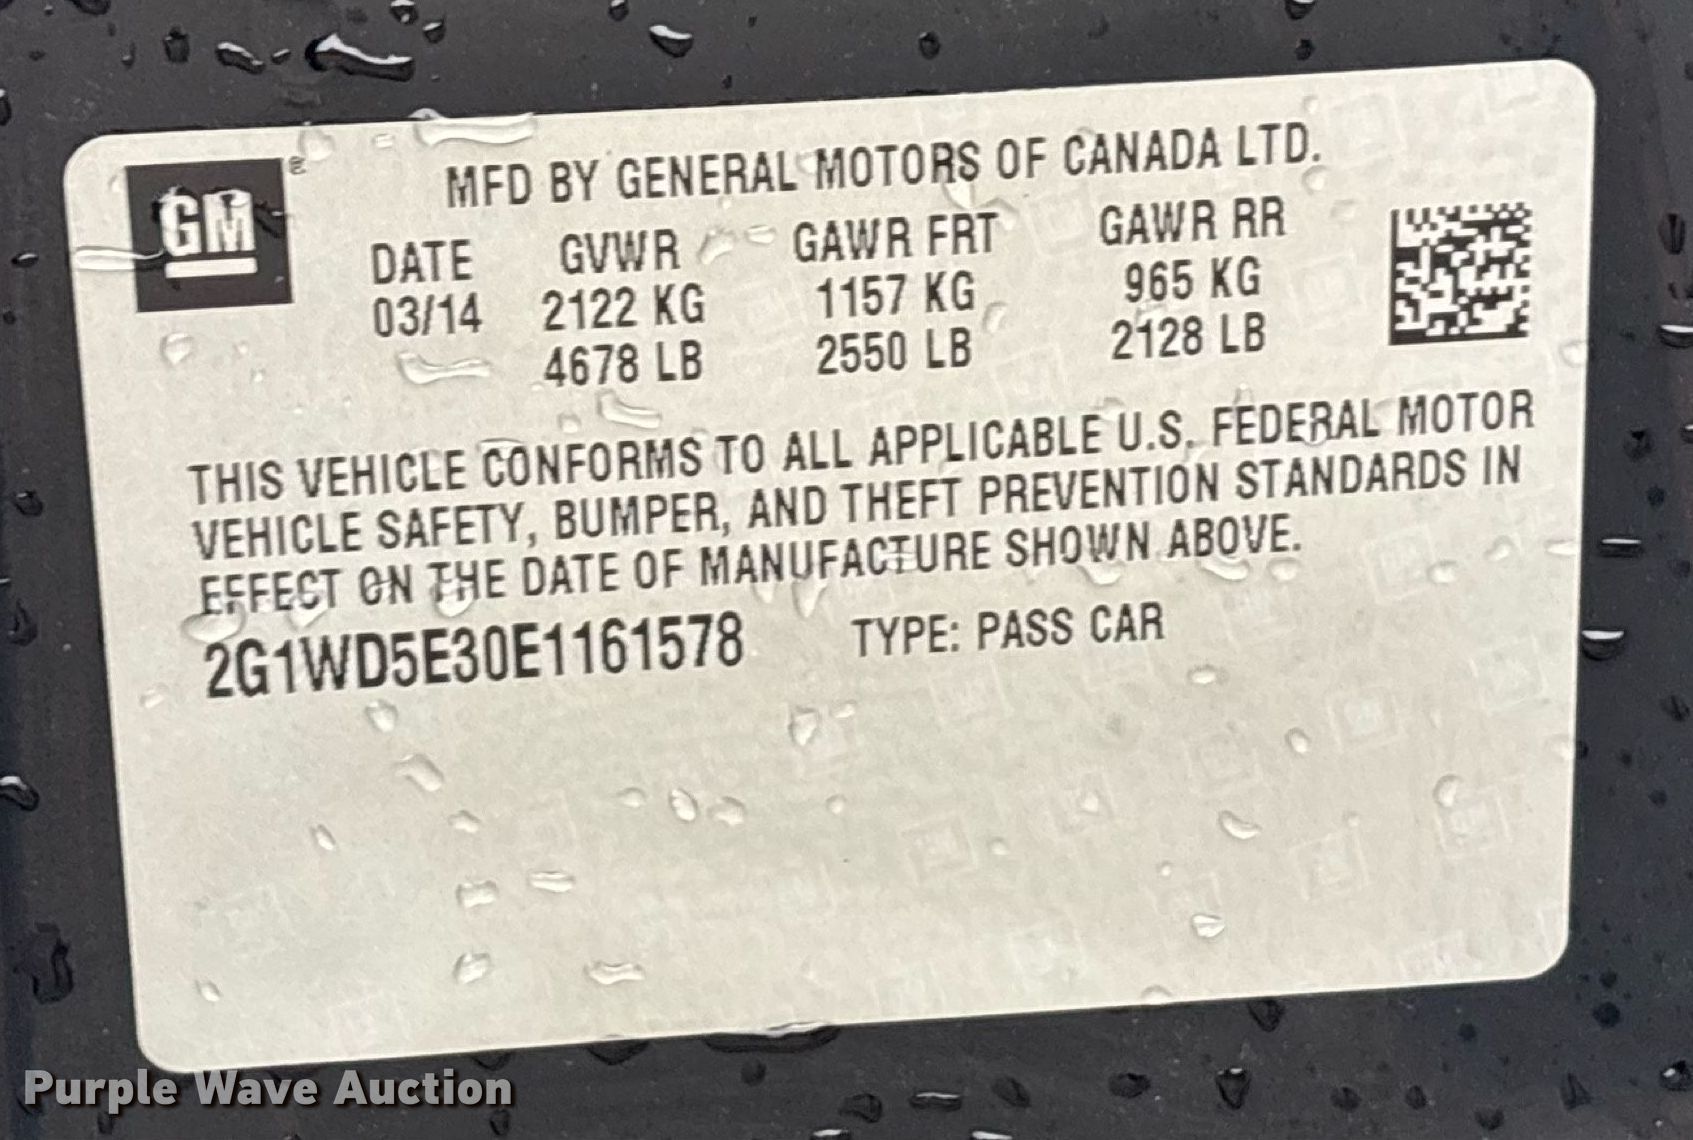 GM
MFD BY GENERAL MOTORS OF CANADA LTD.
DATE GVWR GAWR FRT GAWR RR
03/14 2122 KG 1157 KG 965 KG
4678 LB 2550 LB 2128 LB
THIS VEHICLE CONFORMS TO ALL APPLICABLE U.S. FEDERAL MOTOR
VEHICLE SAFETY, BUMPER, AND THEFT PREVENTION STANDARDS IN
EFFECT ON THE DATE OF MANUFACTURE SHOWN ABOVE.
2G1WD5E30E1161578 TYPE: PASS CAR
Purple Wave Auction